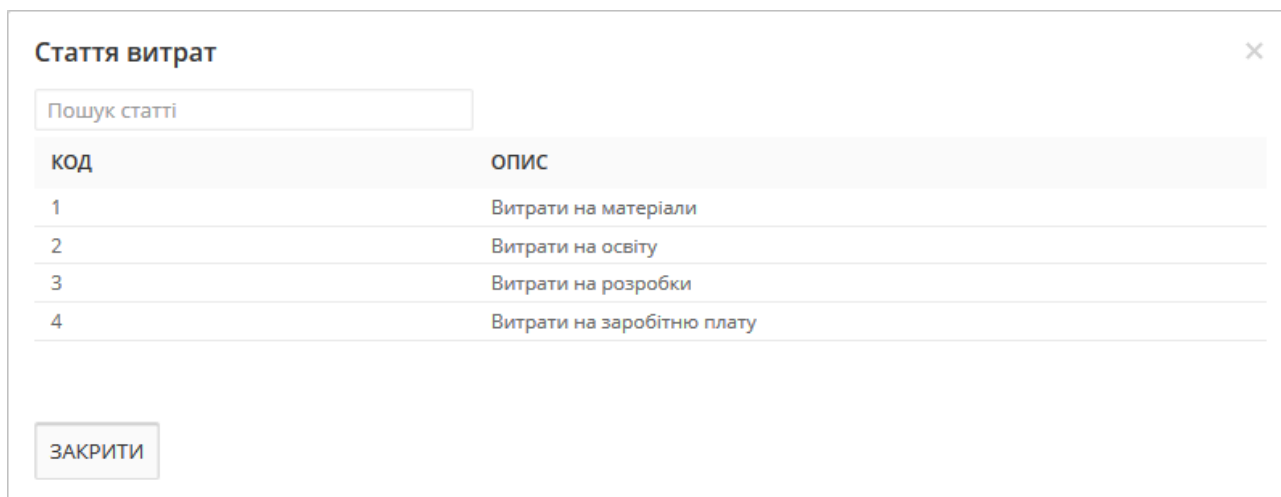 Стаття витрат
×
Пошук статті
КОД ОПИС
1 Витрати на матеріали
2 Витрати на освіту
3 Витрати на розробки
4 Витрати на заробітню плату
ЗАКРИТИ